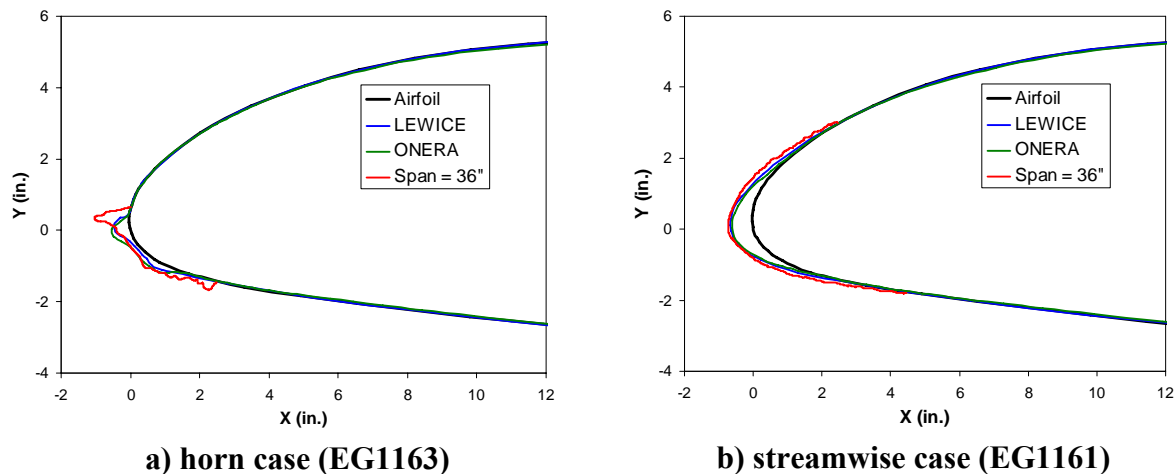 6
4
2
0
-2
-4
Y (in.)
-2 0 2 4 6 8 10 12
X (in.)
Airfoil
LEWICE
ONERA
Span = 36"
a) horn case (EG1163)
6
4
2
0
-2
-4
Y (in.)
-2 0 2 4 6 8 10 12
X (in.)
Airfoil
LEWICE
ONERA
Span = 36"
b) streamwise case (EG1161)